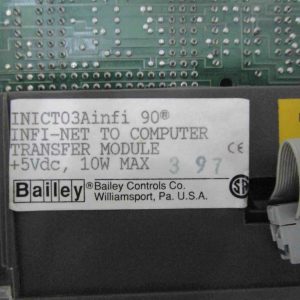 INICT03Ainfi 90®
INFI-NET TO COMPUTER
TRANSFER MODULE
+5Vdc, 10W MAX 3 97 CE
Bailey® Bailey Controls Co.
Williamsport, Pa. U.S.A.